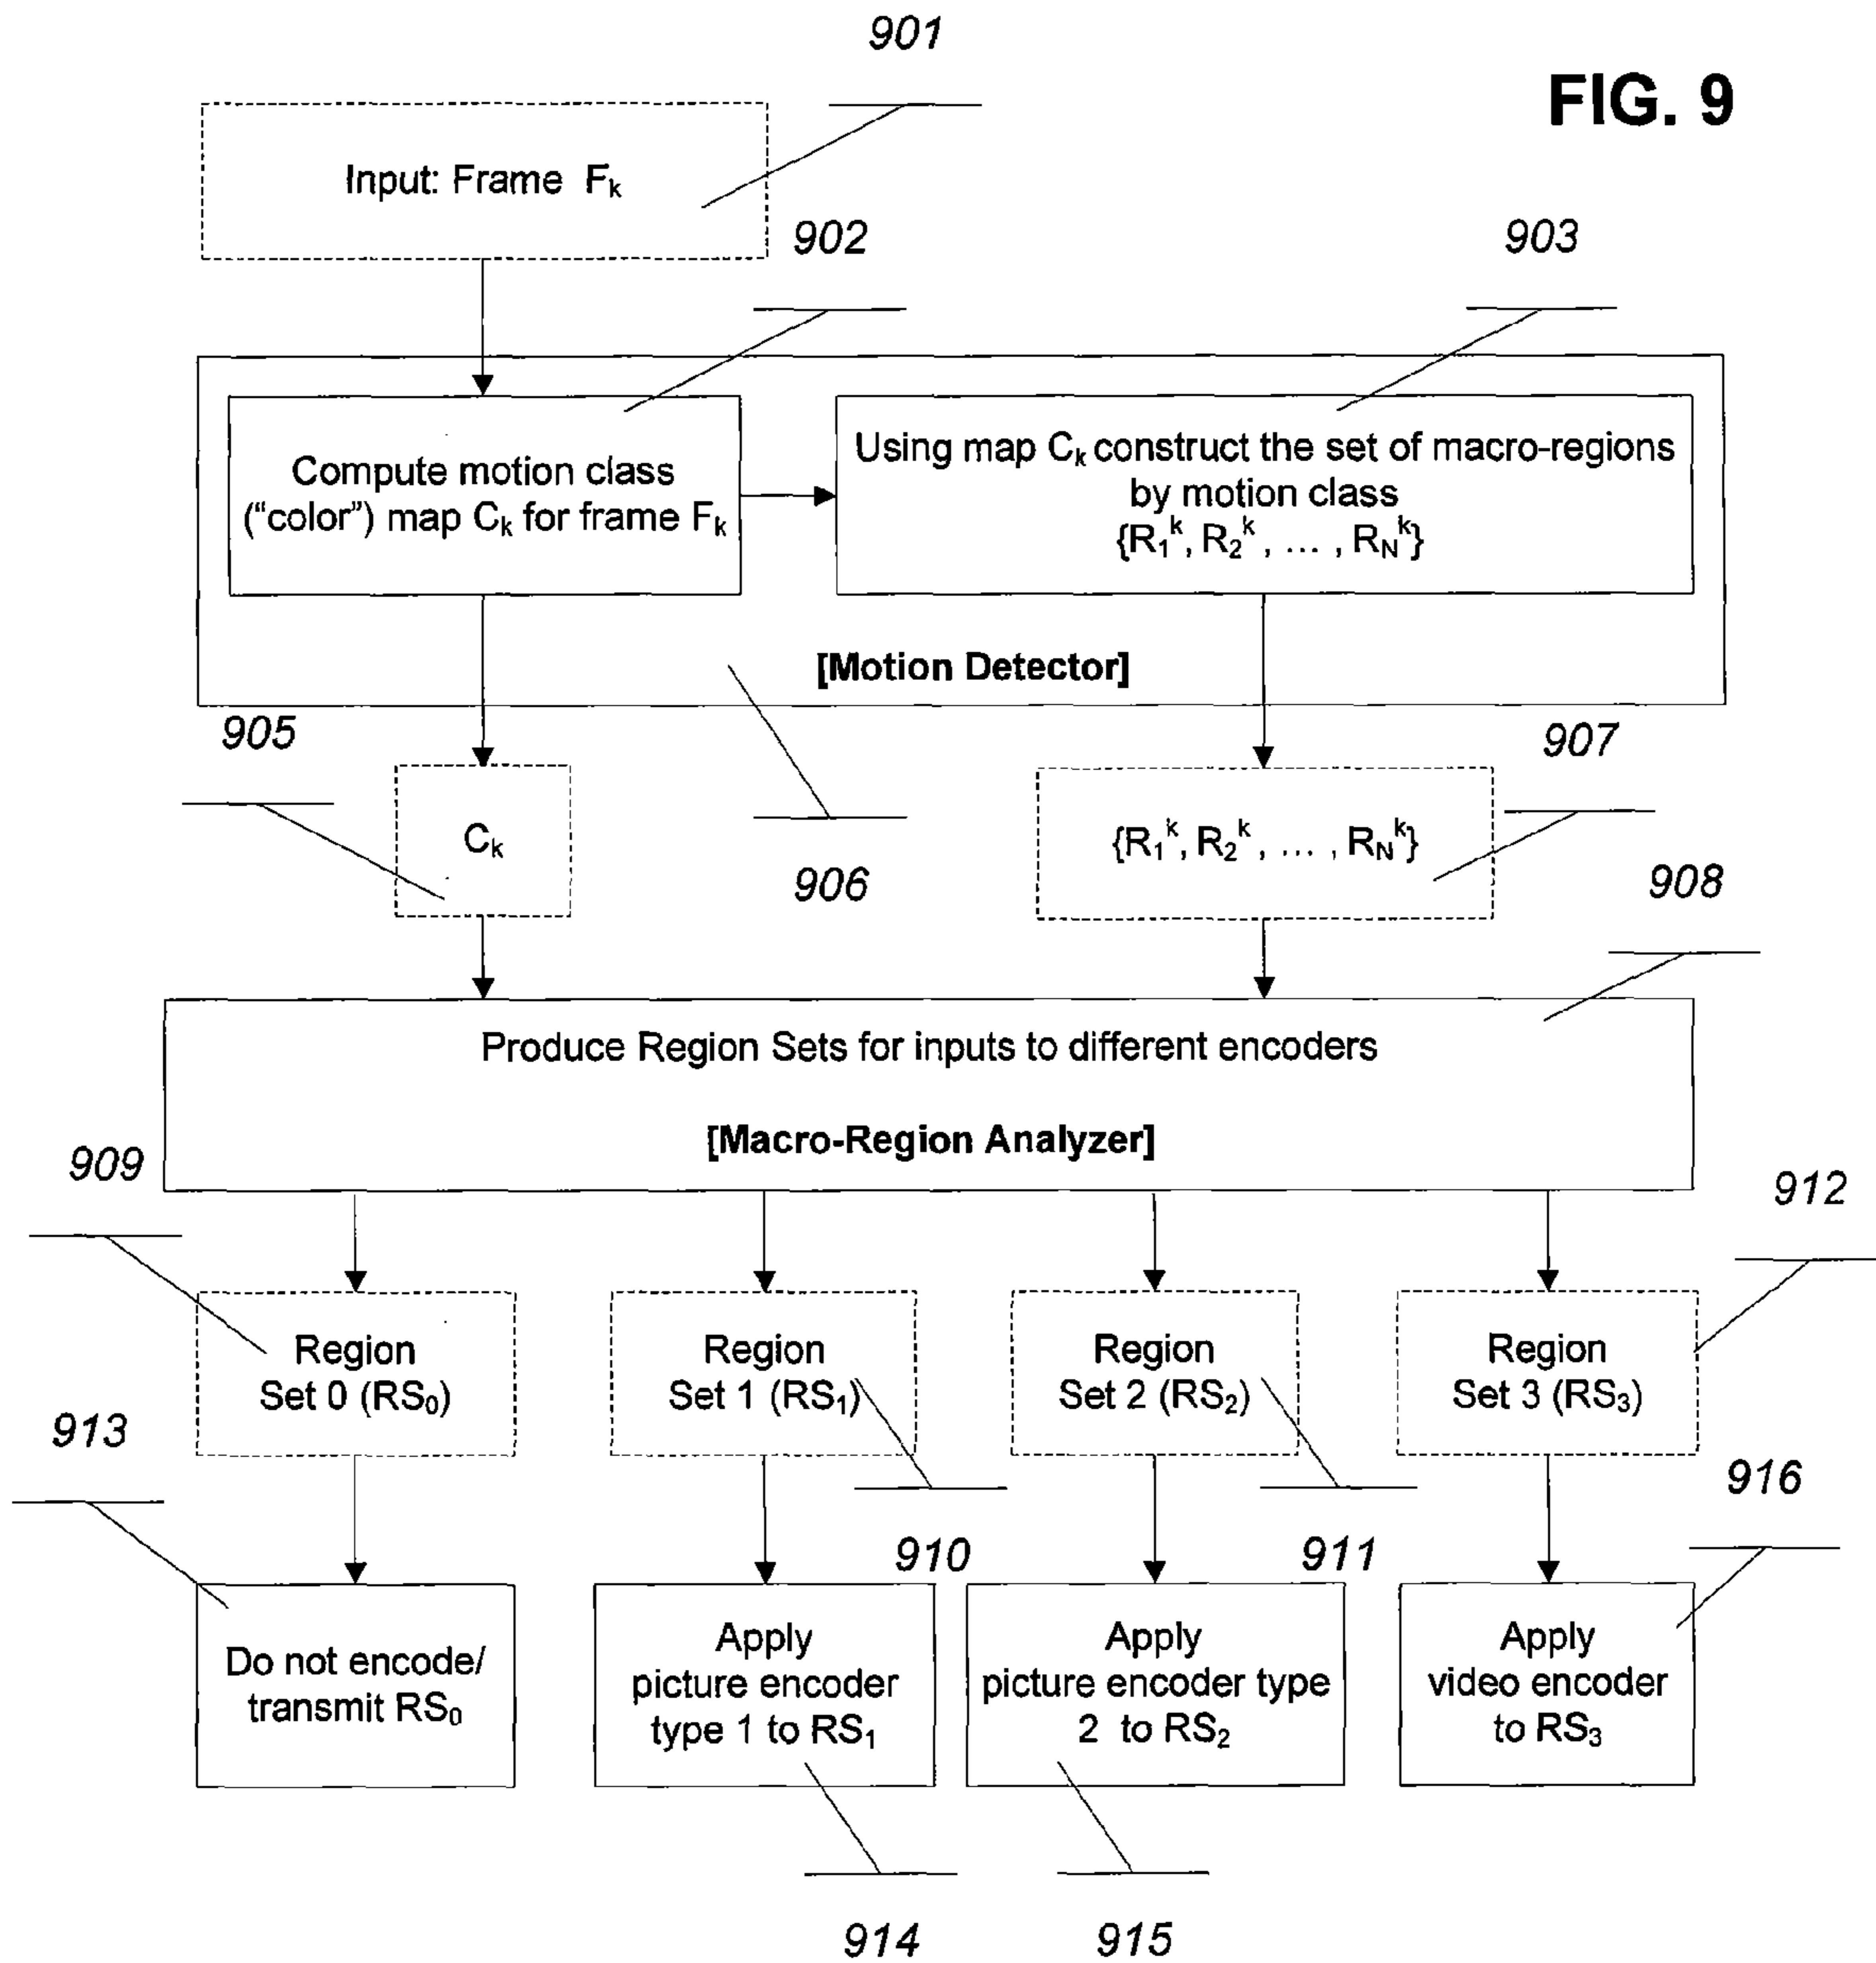 901
FIG. 9
Input: Frame Fₖ
902
903
Compute motion class
("color") map Cₖ for frame Fₖ
Using map Cₖ construct the set of macro-regions
by motion class
{R₁ᵏ, R₂ᵏ, ... , R_Nᵏ}
[Motion Detector]
905
907
Cₖ
{R₁ᵏ, R₂ᵏ, ... , R_Nᵏ}
906
908
Produce Region Sets for inputs to different encoders
[Macro-Region Analyzer]
909
912
Region
Set 0 (RS₀)
Region
Set 1 (RS₁)
Region
Set 2 (RS₂)
Region
Set 3 (RS₃)
913
916
910
911
Do not encode/
transmit RS₀
Apply
picture encoder
type 1 to RS₁
Apply
picture encoder type
2 to RS₂
Apply
video encoder
to RS₃
914
915